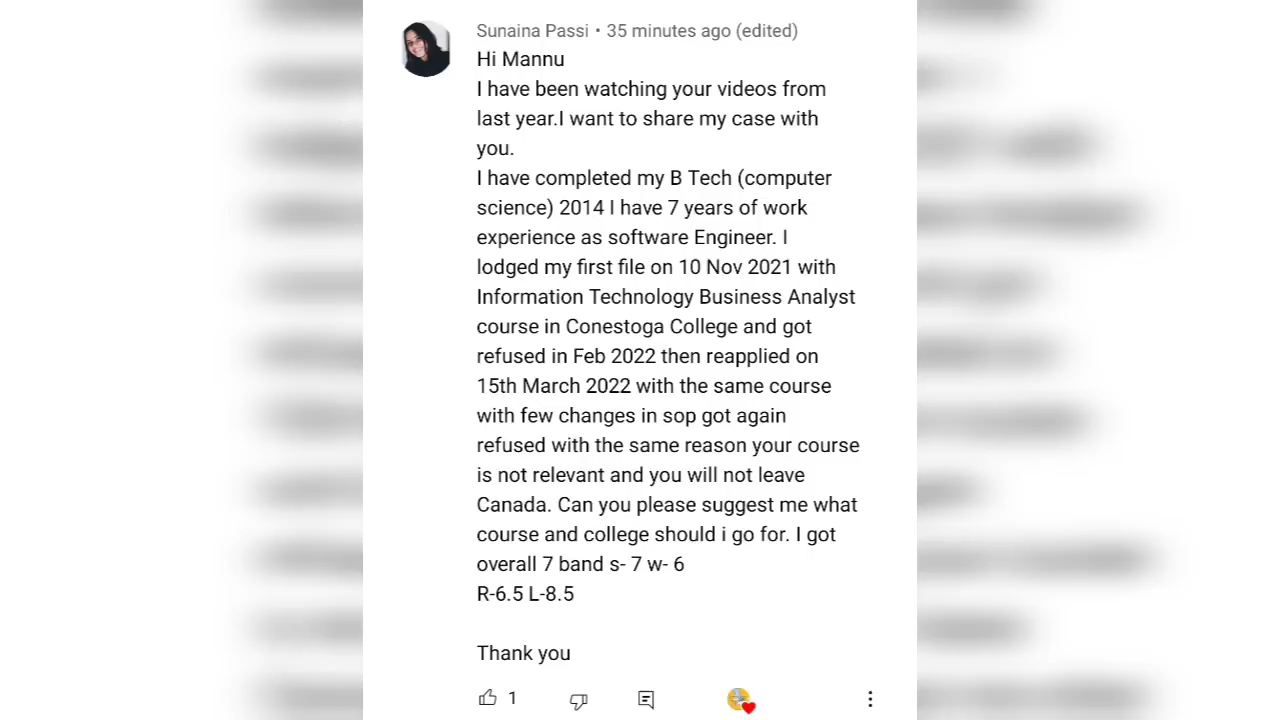 Sunaina Passi • 35 minutes ago (edited)
Hi Mannu
I have been watching your videos from
last year.I want to share my case with
you.
I have completed my B Tech (computer
science) 2014 I have 7 years of work
experience as software Engineer. I
lodged my first file on 10 Nov 2021 with
Information Technology Business Analyst
course in Conestoga College and got
refused in Feb 2022 then reapplied on
15th March 2022 with the same course
with few changes in sop got again
refused with the same reason your course
is not relevant and you will not leave
Canada. Can you please suggest me what
course and college should i go for. I got
overall 7 band s- 7 w- 6
R-6.5 L-8.5
Thank you
1